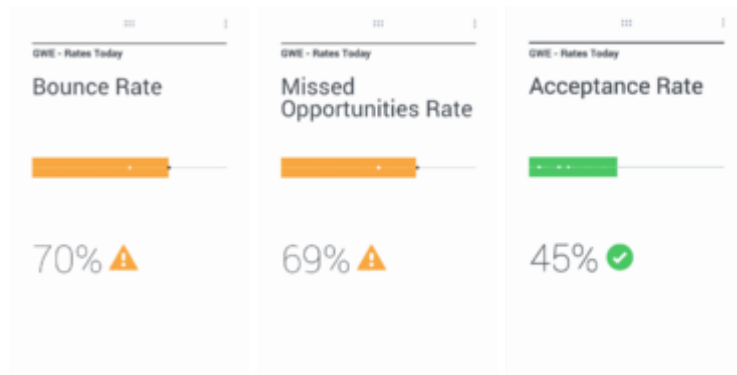 GWE - Rates Today
Bounce Rate
70%
GWE - Rates Today
Missed
Opportunities Rate
69%
GWE - Rates Today
Acceptance Rate
45%